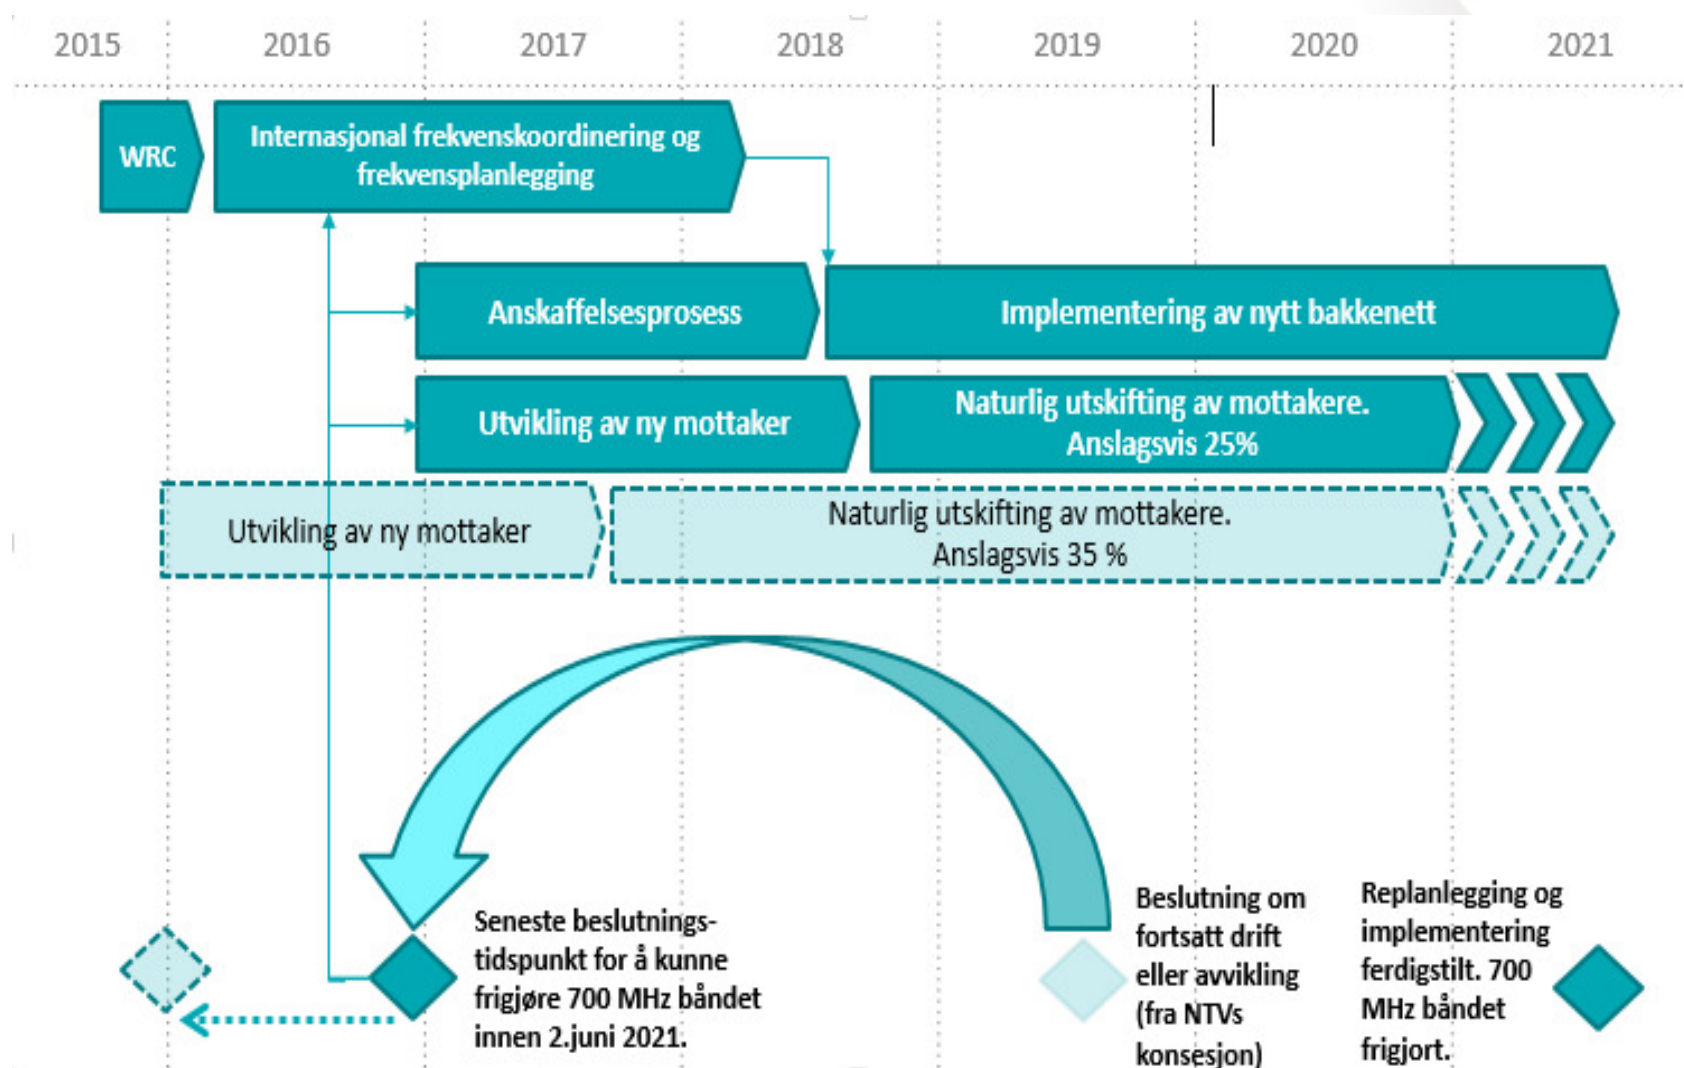 2015
2016
2017
2018
2019
2020
2021
WRC
Internasjonal frekvenskoordinering og
frekvensplanlegging
Anskaffelsesprosess
Implementering av nytt bakkenett
Utvikling av ny mottaker
Naturlig utskifting av mottakere.
Anslagsvis 25%
Utvikling av ny mottaker
Naturlig utskifting av mottakere.
Anslagsvis 35 %
Seneste beslutnings-
tidspunkt for å kunne
frigjøre 700 MHz båndet
innen 2.juni 2021.
Beslutning om
fortsatt drift
eller avvikling
(fra NTVs
konsesjon)
Replanlegging og
implementering
ferdigstilt. 700
MHz båndet
frigjort.